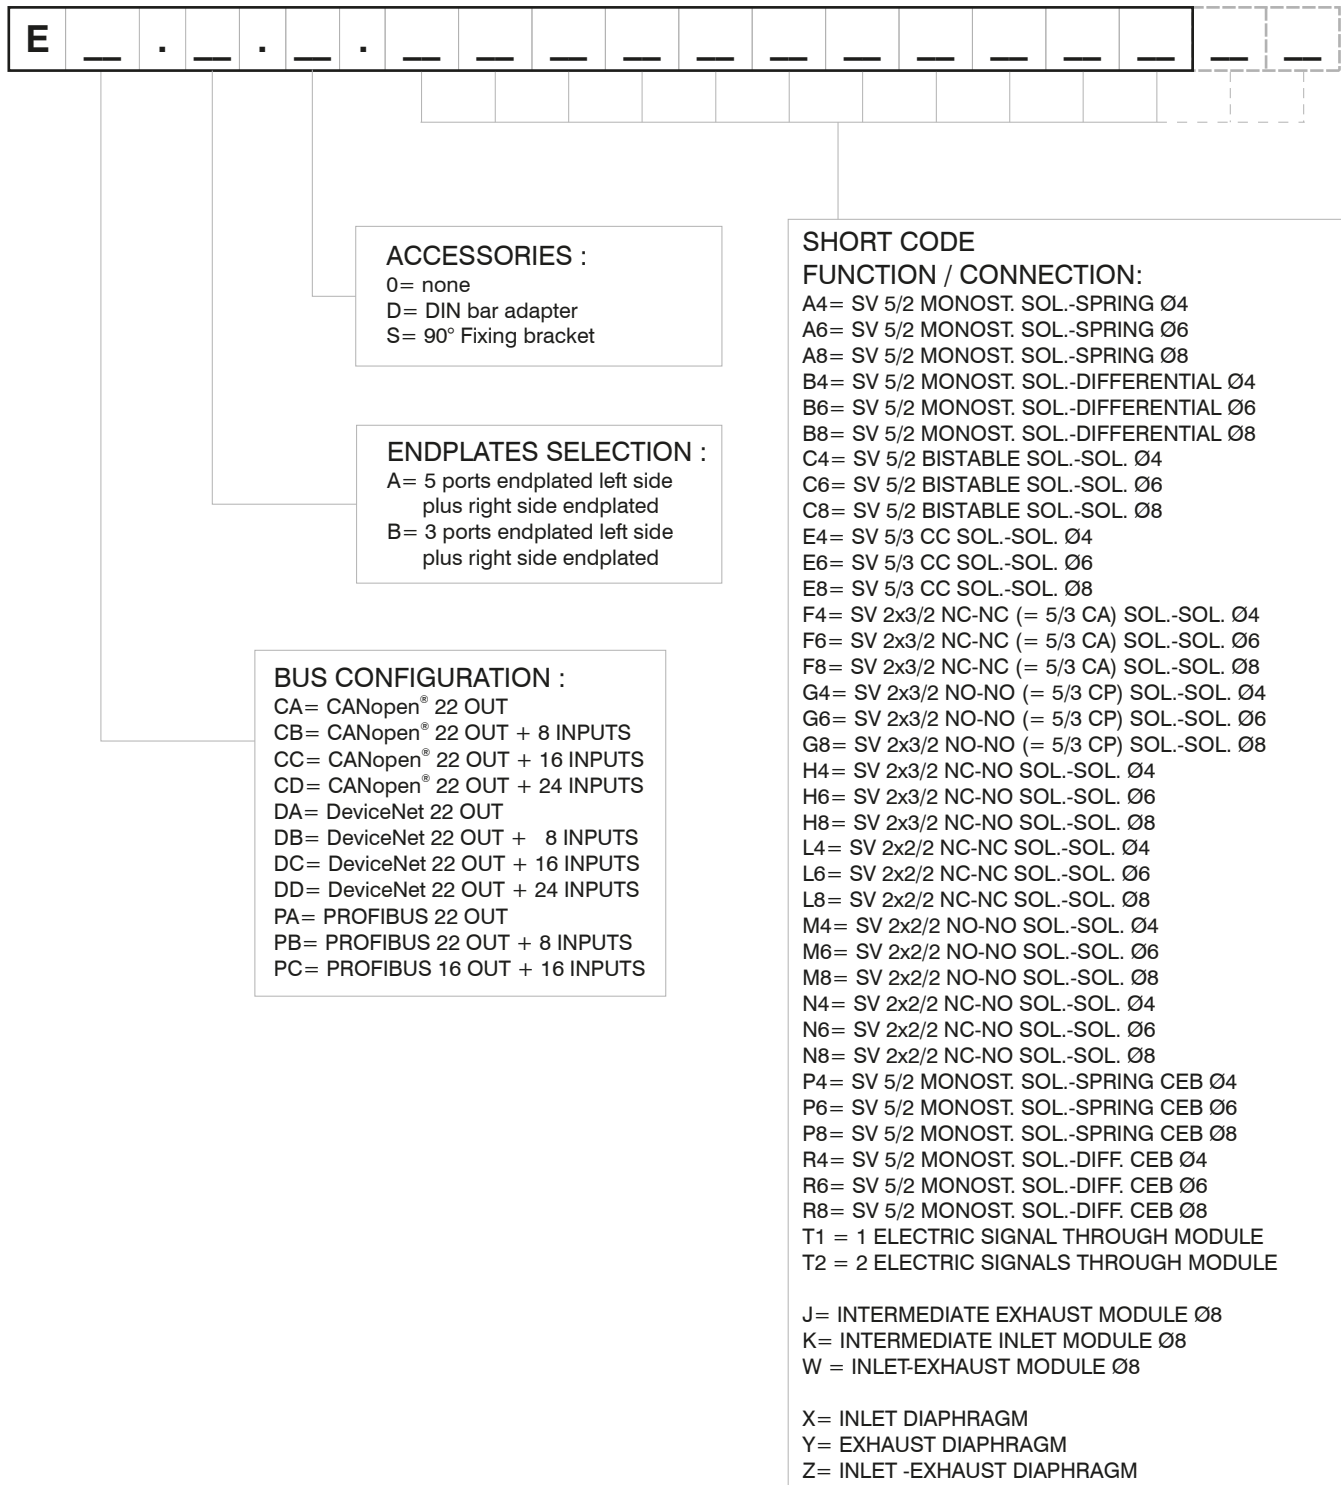 E __ . __ . __ . __ __ __ __ __ __ __ __ __ __ __ __ __
ACCESSORIES :
0= none
D= DIN bar adapter
S= 90° Fixing bracket
ENDPLATES SELECTION :
A= 5 ports endplated left side
plus right side endplated
B= 3 ports endplated left side
plus right side endplated
BUS CONFIGURATION :
CA= CANopen® 22 OUT
CB= CANopen® 22 OUT + 8 INPUTS
CC= CANopen® 22 OUT + 16 INPUTS
CD= CANopen® 22 OUT + 24 INPUTS
DA= DeviceNet 22 OUT
DB= DeviceNet 22 OUT + 8 INPUTS
DC= DeviceNet 22 OUT + 16 INPUTS
DD= DeviceNet 22 OUT + 24 INPUTS
PA= PROFIBUS 22 OUT
PB= PROFIBUS 22 OUT + 8 INPUTS
PC= PROFIBUS 16 OUT + 16 INPUTS
SHORT CODE
FUNCTION / CONNECTION:
A4= SV 5/2 MONOST. SOL.-SPRING Ø4
A6= SV 5/2 MONOST. SOL.-SPRING Ø6
A8= SV 5/2 MONOST. SOL.-SPRING Ø8
B4= SV 5/2 MONOST. SOL.-DIFFERENTIAL Ø4
B6= SV 5/2 MONOST. SOL.-DIFFERENTIAL Ø6
B8= SV 5/2 MONOST. SOL.-DIFFERENTIAL Ø8
C4= SV 5/2 BISTABLE SOL.-SOL. Ø4
C6= SV 5/2 BISTABLE SOL.-SOL. Ø6
C8= SV 5/2 BISTABLE SOL.-SOL. Ø8
E4= SV 5/3 CC SOL.-SOL. Ø4
E6= SV 5/3 CC SOL.-SOL. Ø6
E8= SV 5/3 CC SOL.-SOL. Ø8
F4= SV 2x3/2 NC-NC (= 5/3 CA) SOL.-SOL. Ø4
F6= SV 2x3/2 NC-NC (= 5/3 CA) SOL.-SOL. Ø6
F8= SV 2x3/2 NC-NC (= 5/3 CA) SOL.-SOL. Ø8
G4= SV 2x3/2 NO-NO (= 5/3 CP) SOL.-SOL. Ø4
G6= SV 2x3/2 NO-NO (= 5/3 CP) SOL.-SOL. Ø6
G8= SV 2x3/2 NO-NO (= 5/3 CP) SOL.-SOL. Ø8
H4= SV 2x3/2 NC-NO SOL.-SOL. Ø4
H6= SV 2x3/2 NC-NO SOL.-SOL. Ø6
H8= SV 2x3/2 NC-NO SOL.-SOL. Ø8
L4= SV 2x2/2 NC-NC SOL.-SOL. Ø4
L6= SV 2x2/2 NC-NC SOL.-SOL. Ø6
L8= SV 2x2/2 NC-NC SOL.-SOL. Ø8
M4= SV 2x2/2 NO-NO SOL.-SOL. Ø4
M6= SV 2x2/2 NO-NO SOL.-SOL. Ø6
M8= SV 2x2/2 NO-NO SOL.-SOL. Ø8
N4= SV 2x2/2 NC-NO SOL.-SOL. Ø4
N6= SV 2x2/2 NC-NO SOL.-SOL. Ø6
N8= SV 2x2/2 NC-NO SOL.-SOL. Ø8
P4= SV 5/2 MONOST. SOL.-SPRING CEB Ø4
P6= SV 5/2 MONOST. SOL.-SPRING CEB Ø6
P8= SV 5/2 MONOST. SOL.-SPRING CEB Ø8
R4= SV 5/2 MONOST. SOL.-DIFF. CEB Ø4
R6= SV 5/2 MONOST. SOL.-DIFF. CEB Ø6
R8= SV 5/2 MONOST. SOL.-DIFF. CEB Ø8
T1 = 1 ELECTRIC SIGNAL THROUGH MODULE
T2 = 2 ELECTRIC SIGNALS THROUGH MODULE
J= INTERMEDIATE EXHAUST MODULE Ø8
K= INTERMEDIATE INLET MODULE Ø8
W = INLET-EXHAUST MODULE Ø8
X= INLET DIAPHRAGM
Y= EXHAUST DIAPHRAGM
Z= INLET -EXHAUST DIAPHRAGM